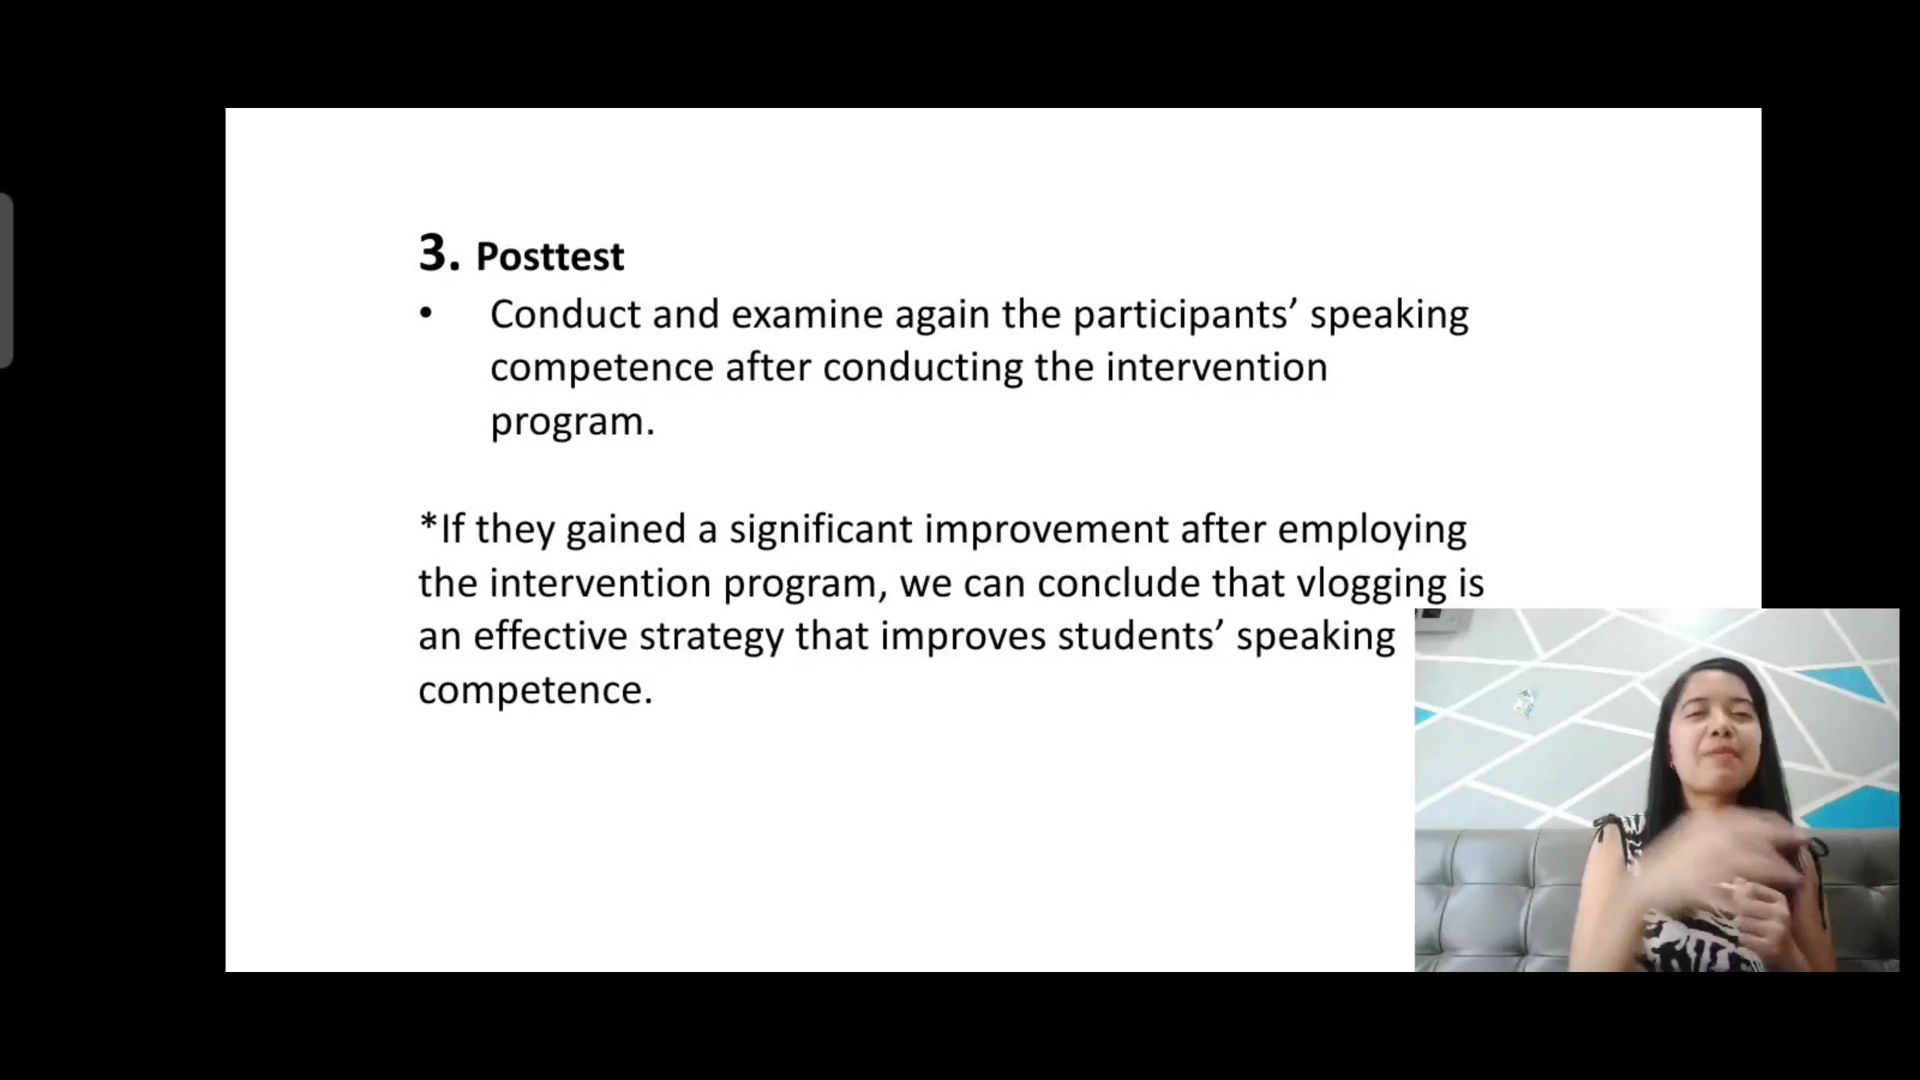 3. Posttest
• Conduct and examine again the participants’ speaking
competence after conducting the intervention
program.
*If they gained a significant improvement after employing
the intervention program, we can conclude that vlogging is
an effective strategy that improves students’ speaking
competence.